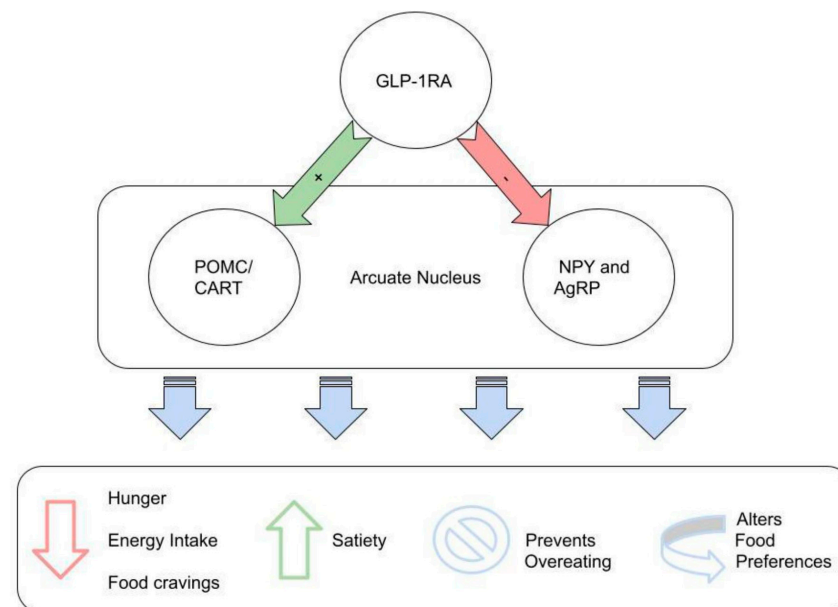 GLP-1RA
+
-
POMC/
CART
Arcuate Nucleus
NPY and
AgRP
Hunger
Energy Intake
Food cravings
Satiety
Prevents
Overeating
Alters
Food
Preferences